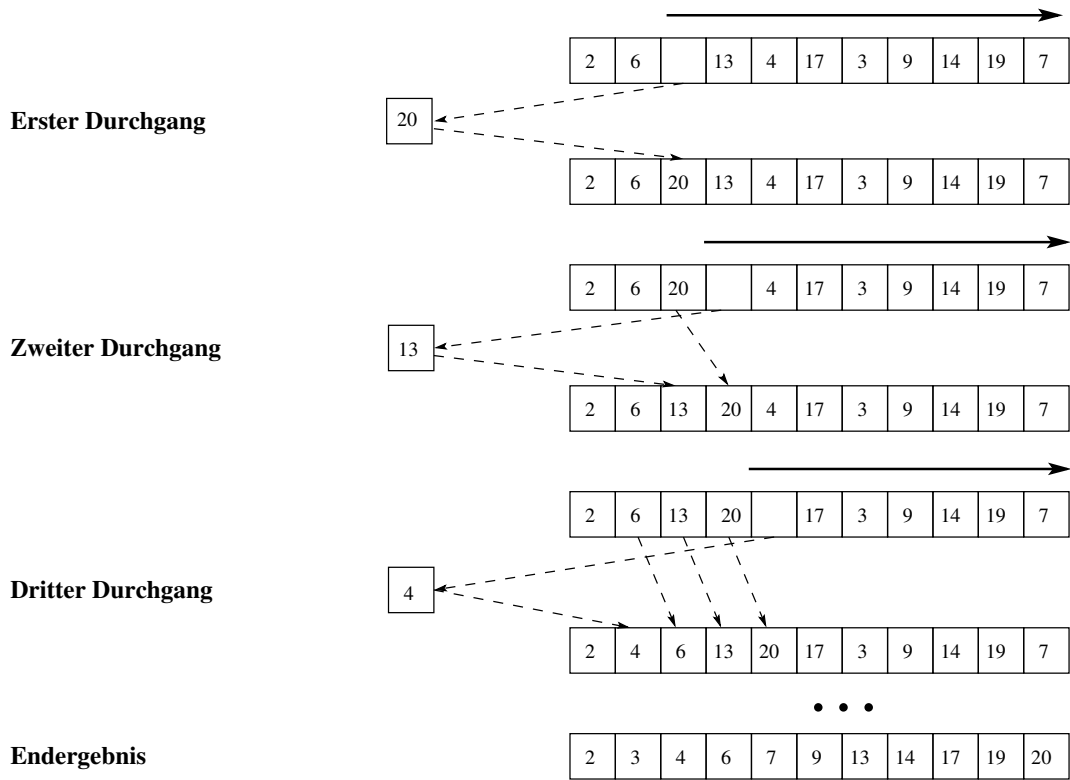 2 6 13 4 17 3 9 14 19 7
Erster Durchgang 20
2 6 20 13 4 17 3 9 14 19 7
2 6 20 4 17 3 9 14 19 7
Zweiter Durchgang 13
2 6 13 20 4 17 3 9 14 19 7
2 6 13 20 17 3 9 14 19 7
Dritter Durchgang 4
2 4 6 13 20 17 3 9 14 19 7
• • •
Endergebnis 2 3 4 6 7 9 13 14 17 19 20